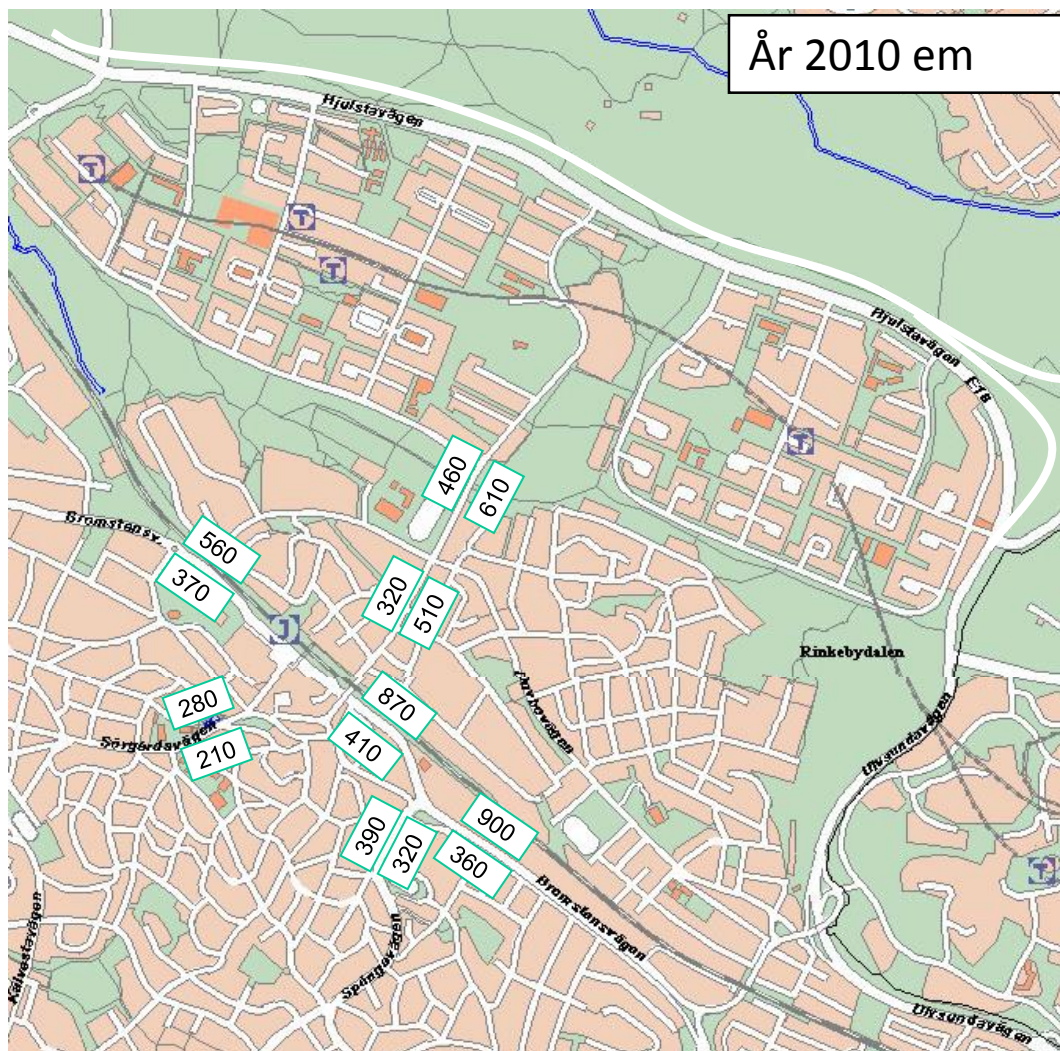 År 2010 em
Hjulstavägen
T
T
T
Hjulstavägen E18
T
460
610
Bromstensv.
560
370
320
510
J
Rinkebydalen
280
870
Sörgårdsvägen
210
410
Ulvsundavägen
390
320
900
360
T
Bromstensvägen
Spångavägen
Ulvsundavägen